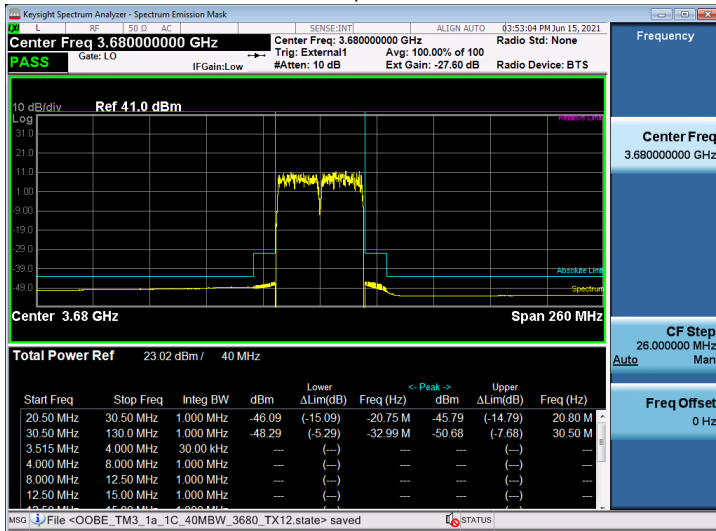 Keysight Spectrum Analyzer - Spectrum Emission Mask
LXI L RF 50 Ω AC SENSE:INT ALIGN AUTO 03:53:04 PM Jun 15, 2021
Center Freq 3.680000000 GHz Center Freq: 3.680000000 GHz Radio Std: None
PASS Gate: LO IFGain:Low Trig: External1 Avg: 100.00% of 100
#Atten: 10 dB Ext Gain: -27.60 dB Radio Device: BTS
Frequency
10 dB/div Ref 41.0 dBm
Log
Relative Limit
31.0
21.0
11.0
1.00
-9.00
-19.0
-29.0
-39.0
Absolute Limit
-49.0
Spectrum
Center 3.68 GHz Span 260 MHz
Center Freq
3.680000000 GHz
CF Step
26.000000 MHz
Auto Man
Freq Offset
0 Hz
Total Power Ref 23.02 dBm / 40 MHz
Lower <- Peak -> Upper
Start Freq Stop Freq Integ BW dBm ΔLim(dB) Freq (Hz) dBm ΔLim(dB) Freq (Hz)
20.50 MHz 30.50 MHz 1.000 MHz -46.09 (-15.09) -20.75 M -45.79 (-14.79) 20.80 M
30.50 MHz 130.0 MHz 1.000 MHz -48.29 (-5.29) -32.99 M -50.68 (-7.68) 30.50 M
3.515 MHz 4.000 MHz 30.00 kHz --- (---) --- --- (---) ---
4.000 MHz 8.000 MHz 1.000 MHz --- (---) --- --- (---) ---
8.000 MHz 12.50 MHz 1.000 MHz --- (---) --- --- (---) ---
12.50 MHz 15.00 MHz 1.000 MHz --- (---) --- --- (---) ---
MSG File <OOBE_TM3_1a_1C_40MBW_3680_TX12.state> saved STATUS